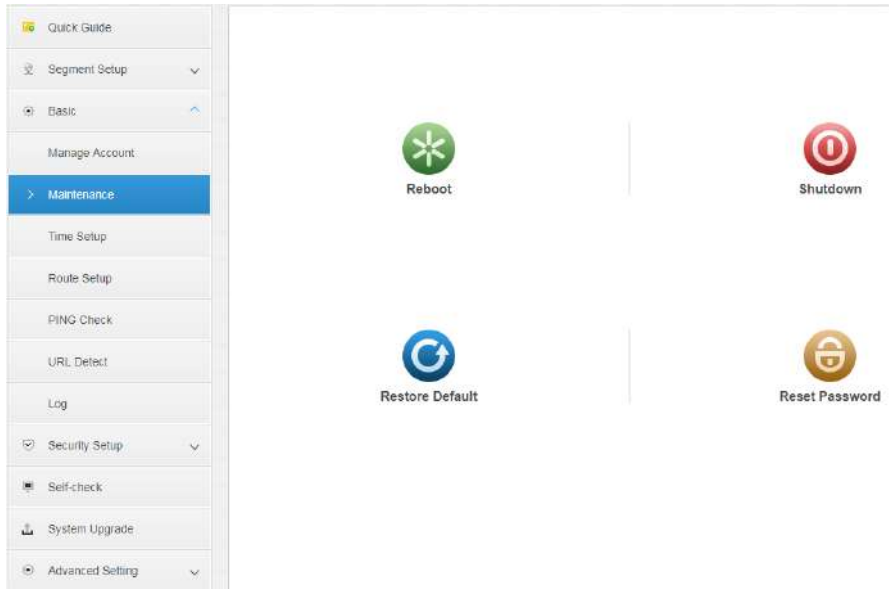 Quick Guide
Segment Setup
Basic
Manage Account
Maintenance
Time Setup
Route Setup
PING Check
URL Detect
Log
Security Setup
Self-check
System Upgrade
Advanced Setting
Reboot
Shutdown
Restore Default
Reset Password